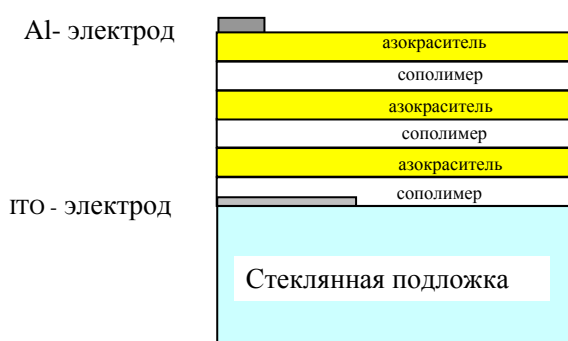 Al- электрод
азокраситель
сополимер
азокраситель
сополимер
азокраситель
сополимер
ITO - электрод
Стеклянная подложка